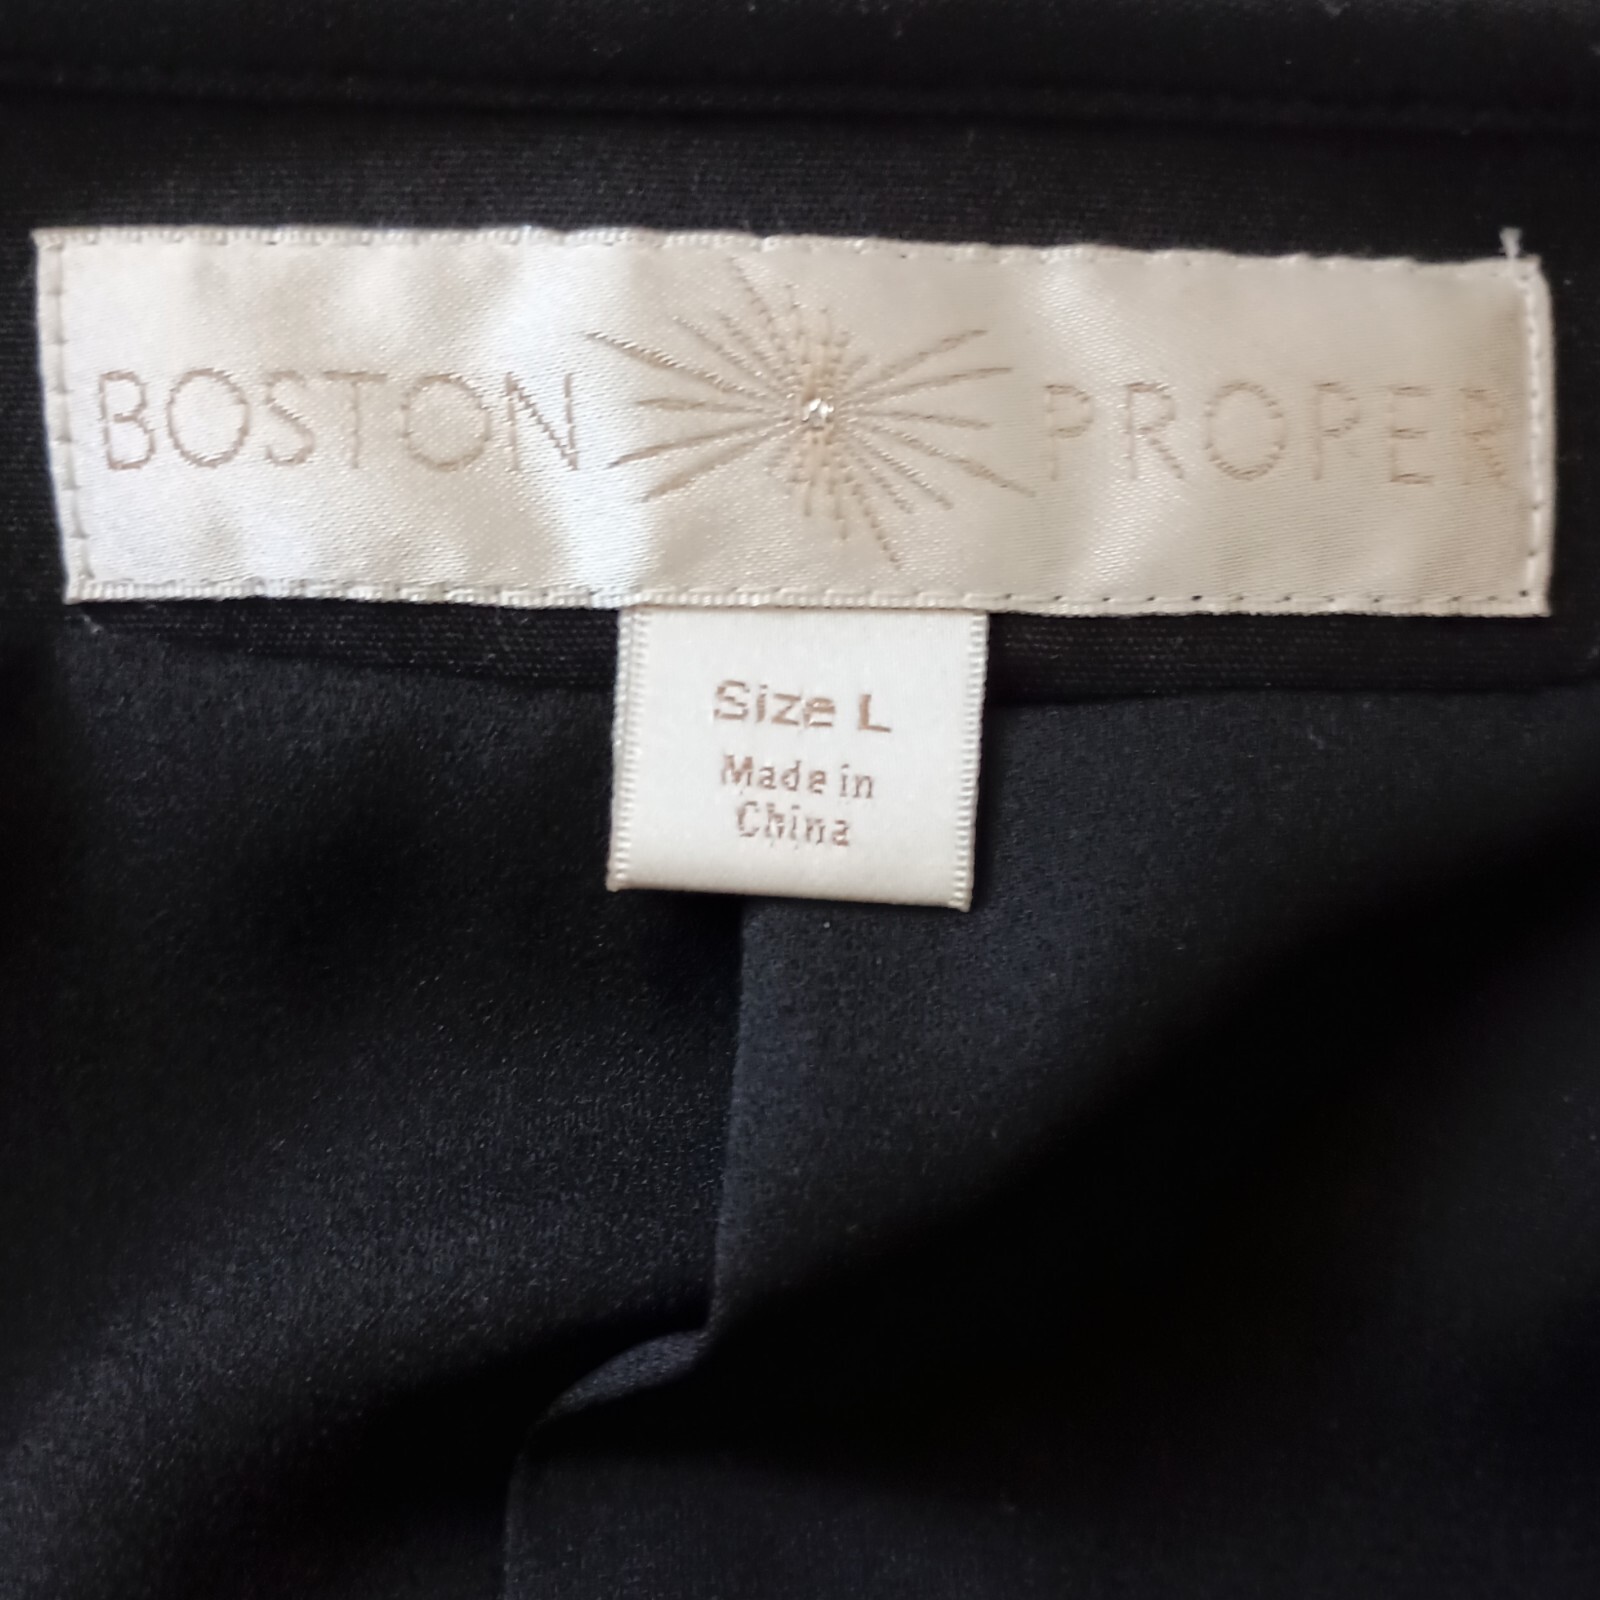 BOSTON PROPER
Size L
Made in
China